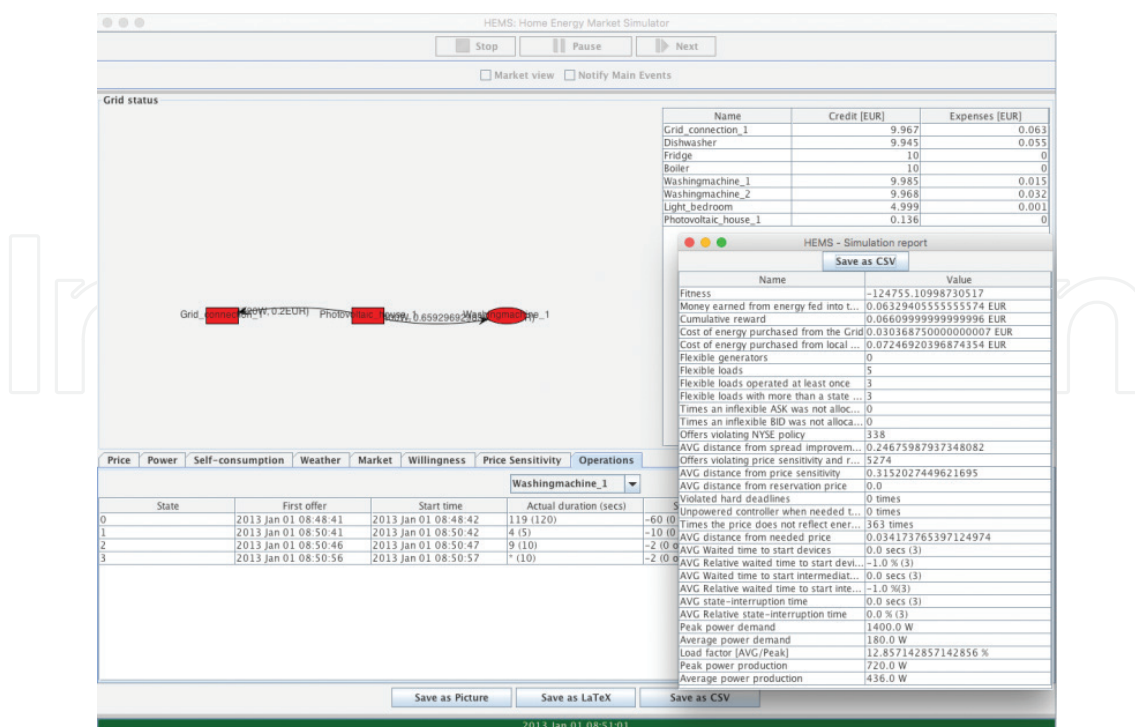 HEMS: Home Energy Market Simulator
Stop Pause Next
Market view Notify Main Events
Grid status
Name Credit [EUR] Expenses [EUR]
Grid_connection_1 9.967 0.063
Dishwasher 9.945 0.055
Fridge 10 0
Boiler 10 0
Washingmachine_1 9.985 0.015
Washingmachine_2 9.968 0.032
Light_bedroom 4.999 0.001
Photovoltaic_house_1 0.136 0
Grid_connection_1 0.2EUR) Photovoltaic_house_1 Washingmachine_1
HEMS - Simulation report
Save as CSV
Name Value
Fitness -124755.10998730517
Money earned from energy fed into t... 0.06329405555555574 EUR
Cumulative reward 0.06609999999999996 EUR
Cost of energy purchased from the Grid 0.030368750000000007 EUR
Cost of energy purchased from local ... 0.07246920396874354 EUR
Flexible generators 0
Flexible loads 5
Flexible loads operated at least once 3
Flexible loads with more than a state ... 3
Times an inflexible ASK was not alloc... 0
Times an inflexible BID was not alloca... 0
Offers violating NYSE policy 338
AVG distance from spread improvem... 0.24675987937348082
Offers violating price sensitivity and r... 5274
AVG distance from price sensitivity 0.3152027449621695
AVG distance from reservation price 0.0
Violated hard deadlines 0 times
Unpowered controller when needed t... 0 times
Times the price does not reflect ener... 363 times
AVG distance from needed price 0.034173765397124974
AVG Waited time to start devices 0.0 secs (3)
AVG Relative waited time to start devi... -1.0 % (3)
AVG Waited time to start intermediat... 0.0 secs (3)
AVG Relative waited time to start inte... -1.0 %(3)
AVG state-interruption time 0.0 secs (3)
AVG Relative state-interruption time 0.0 % (3)
Peak power demand 1400.0 W
Average power demand 180.0 W
Load factor [AVG/Peak] 12.857142857142856 %
Peak power production 720.0 W
Average power production 436.0 W
Price Power Self-consumption Weather Market Willingness Price Sensitivity Operations
Washingmachine_1
State First offer Start time Actual duration (secs) S
0 2013 Jan 01 08:48:41 2013 Jan 01 08:48:42 119 (120) -60 (0
1 2013 Jan 01 08:50:41 2013 Jan 01 08:50:42 4 (5) -10 (0
2 2013 Jan 01 08:50:46 2013 Jan 01 08:50:47 9 (10) -2 (0
3 2013 Jan 01 08:50:56 2013 Jan 01 08:50:57 * (10) -2 (0
Save as Picture Save as LaTeX Save as CSV
2013 Jan 01 08:51:01